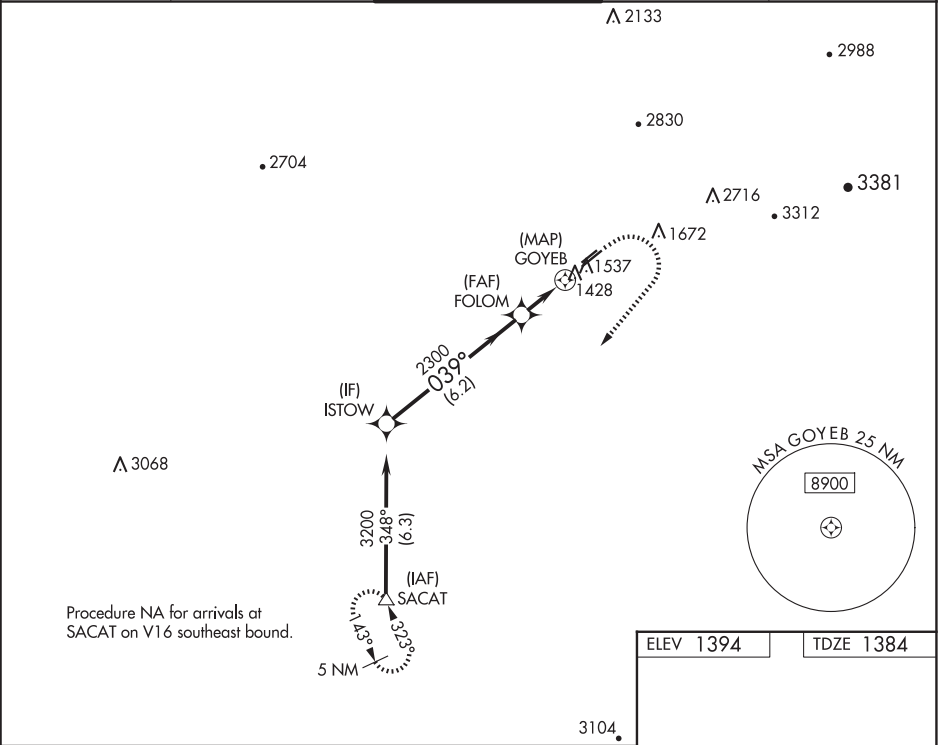 2133
2988
2830
2704
3381
2716
3312
1672
(MAP)
GOYEB
1537
1428
(FAF)
FOLOM
2300
039°
(6.2)
(IF)
ISTOW
3068
MSA GOYEB 25 NM
8900
3200
348°
(6.3)
(IAF)
SACAT
143°
323°
5 NM
Procedure NA for arrivals at
SACAT on V16 southeast bound.
ELEV 1394
TDZE 1384
3104